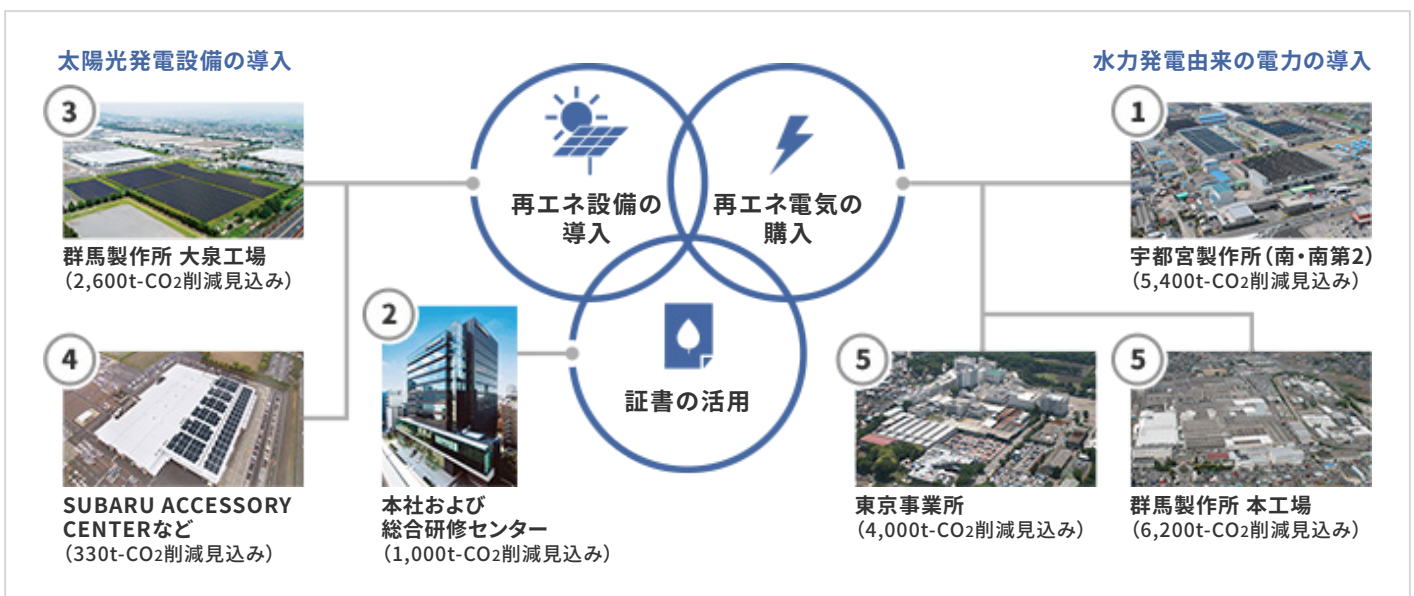 太陽光発電設備の導入
3
群馬製作所 大泉工場
（2,600t-CO2削減見込み）
4
SUBARU ACCESSORY
CENTERなど
（330t-CO2削減見込み）
再エネ設備の
導入
再エネ電気の
購入
証書の活用
2
本社および
総合研修センター
（1,000t-CO2削減見込み）
水力発電由来の電力の導入
1
宇都宮製作所（南・南第2）
（5,400t-CO2削減見込み）
5
東京事業所
（4,000t-CO2削減見込み）
5
群馬製作所 本工場
（6,200t-CO2削減見込み）